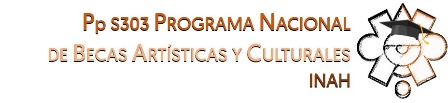 Pp s303 Programa Nacional
de Becas Artísticas y Culturales
INAH